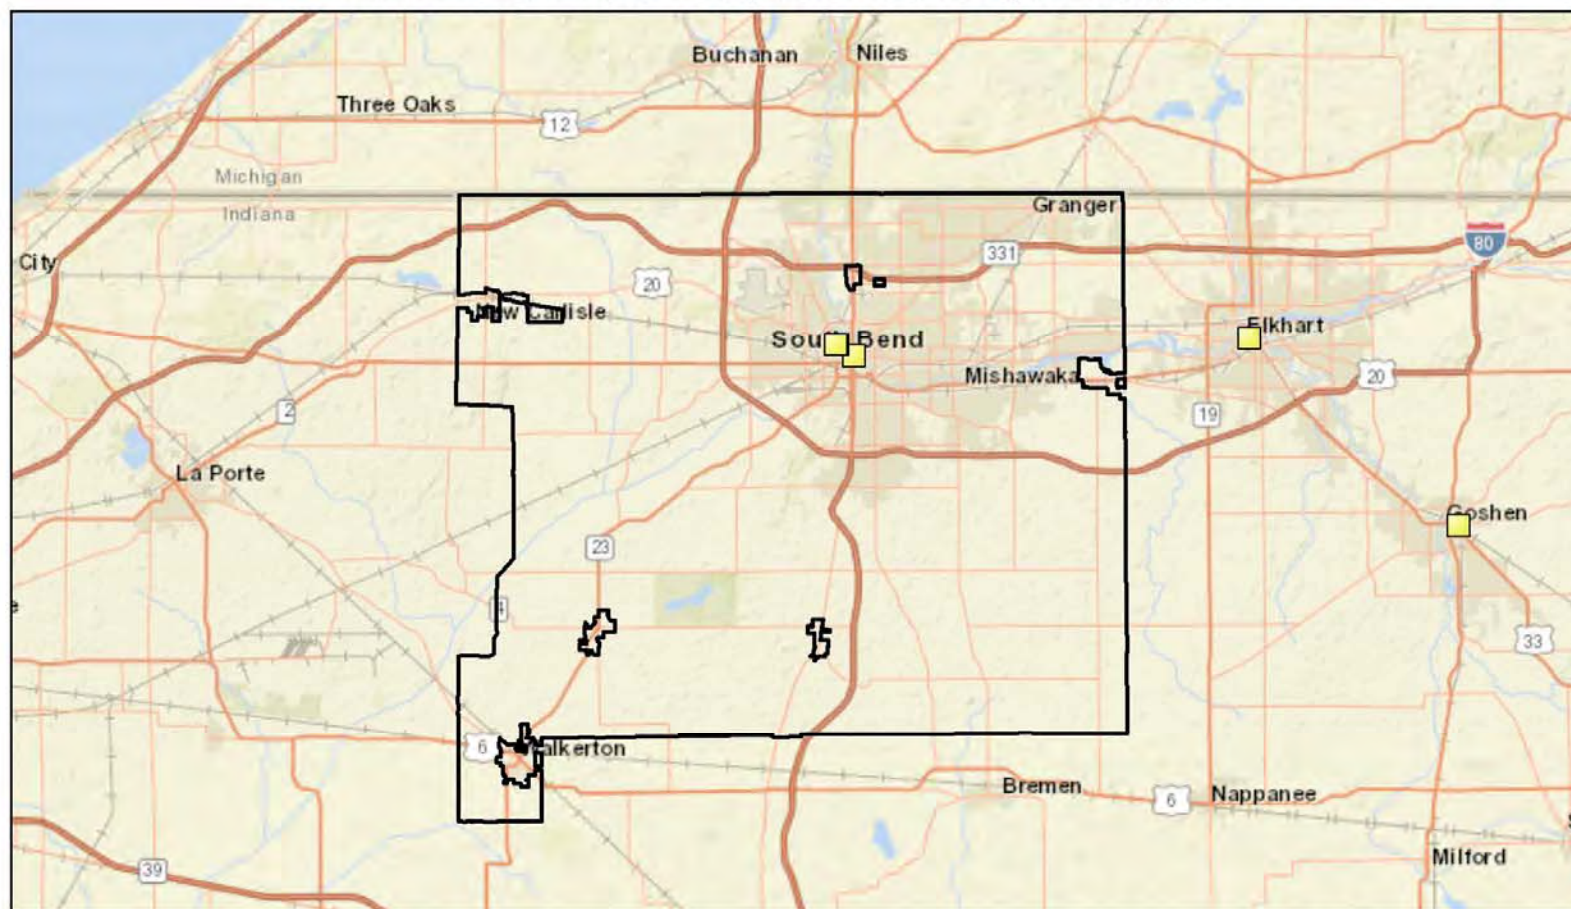 Buchanan
Niles
Three Oaks
12
Michigan
Indiana
Granger
City
331
80
20
New Carlisle
South Bend
Elkhart
Mishawaka
20
2
19
La Porte
Goshen
23
4
e
33
6
Walkerton
Bremen
6
Nappanee
39
Milford